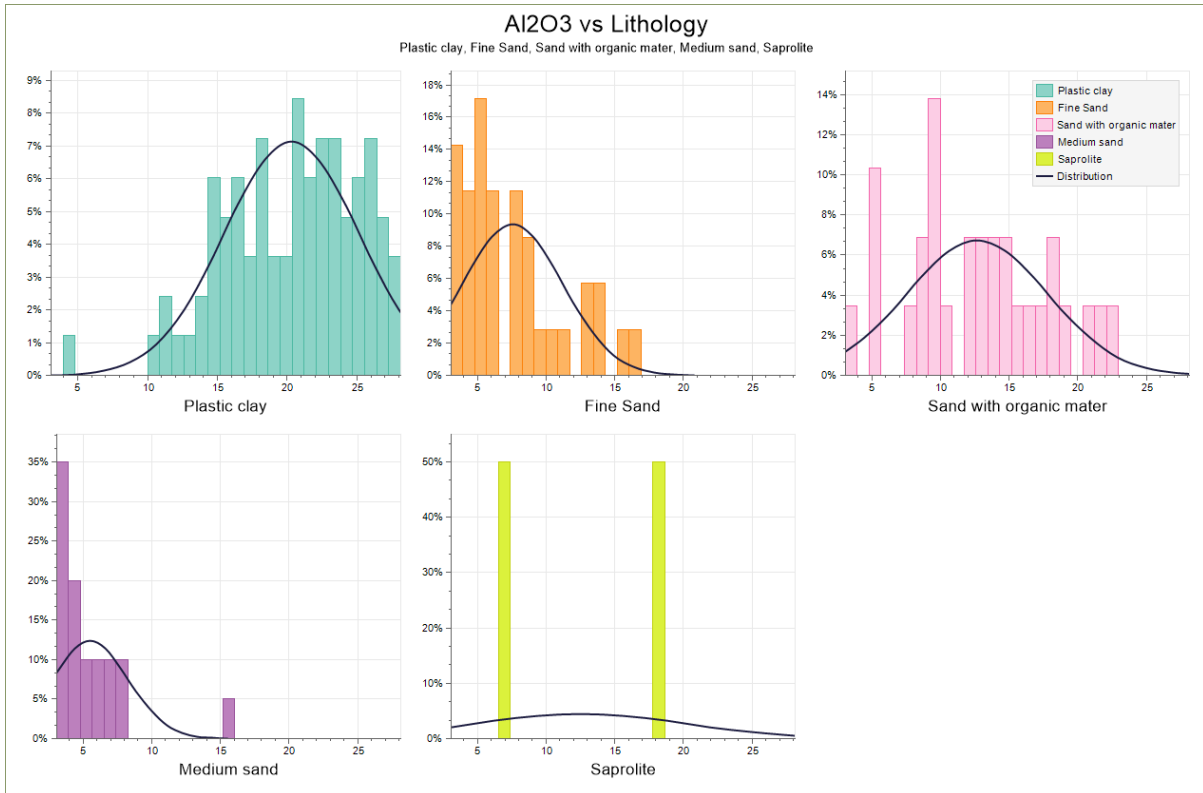 Al2O3 vs Lithology
Plastic clay, Fine Sand, Sand with organic mater, Medium sand, Saprolite
9%
8%
7%
6%
5%
4%
3%
2%
1%
0%
5 10 15 20 25
Plastic clay
18%
16%
14%
12%
10%
8%
6%
4%
2%
0%
5 10 15 20 25
Fine Sand
14%
12%
10%
8%
6%
4%
2%
0%
5 10 15 20 25
Sand with organic mater
Plastic clay
Fine Sand
Sand with organic mater
Medium sand
Saprolite
Distribution
35%
30%
25%
20%
15%
10%
5%
0%
5 10 15 20 25
Medium sand
50%
40%
30%
20%
10%
0%
5 10 15 20 25
Saprolite